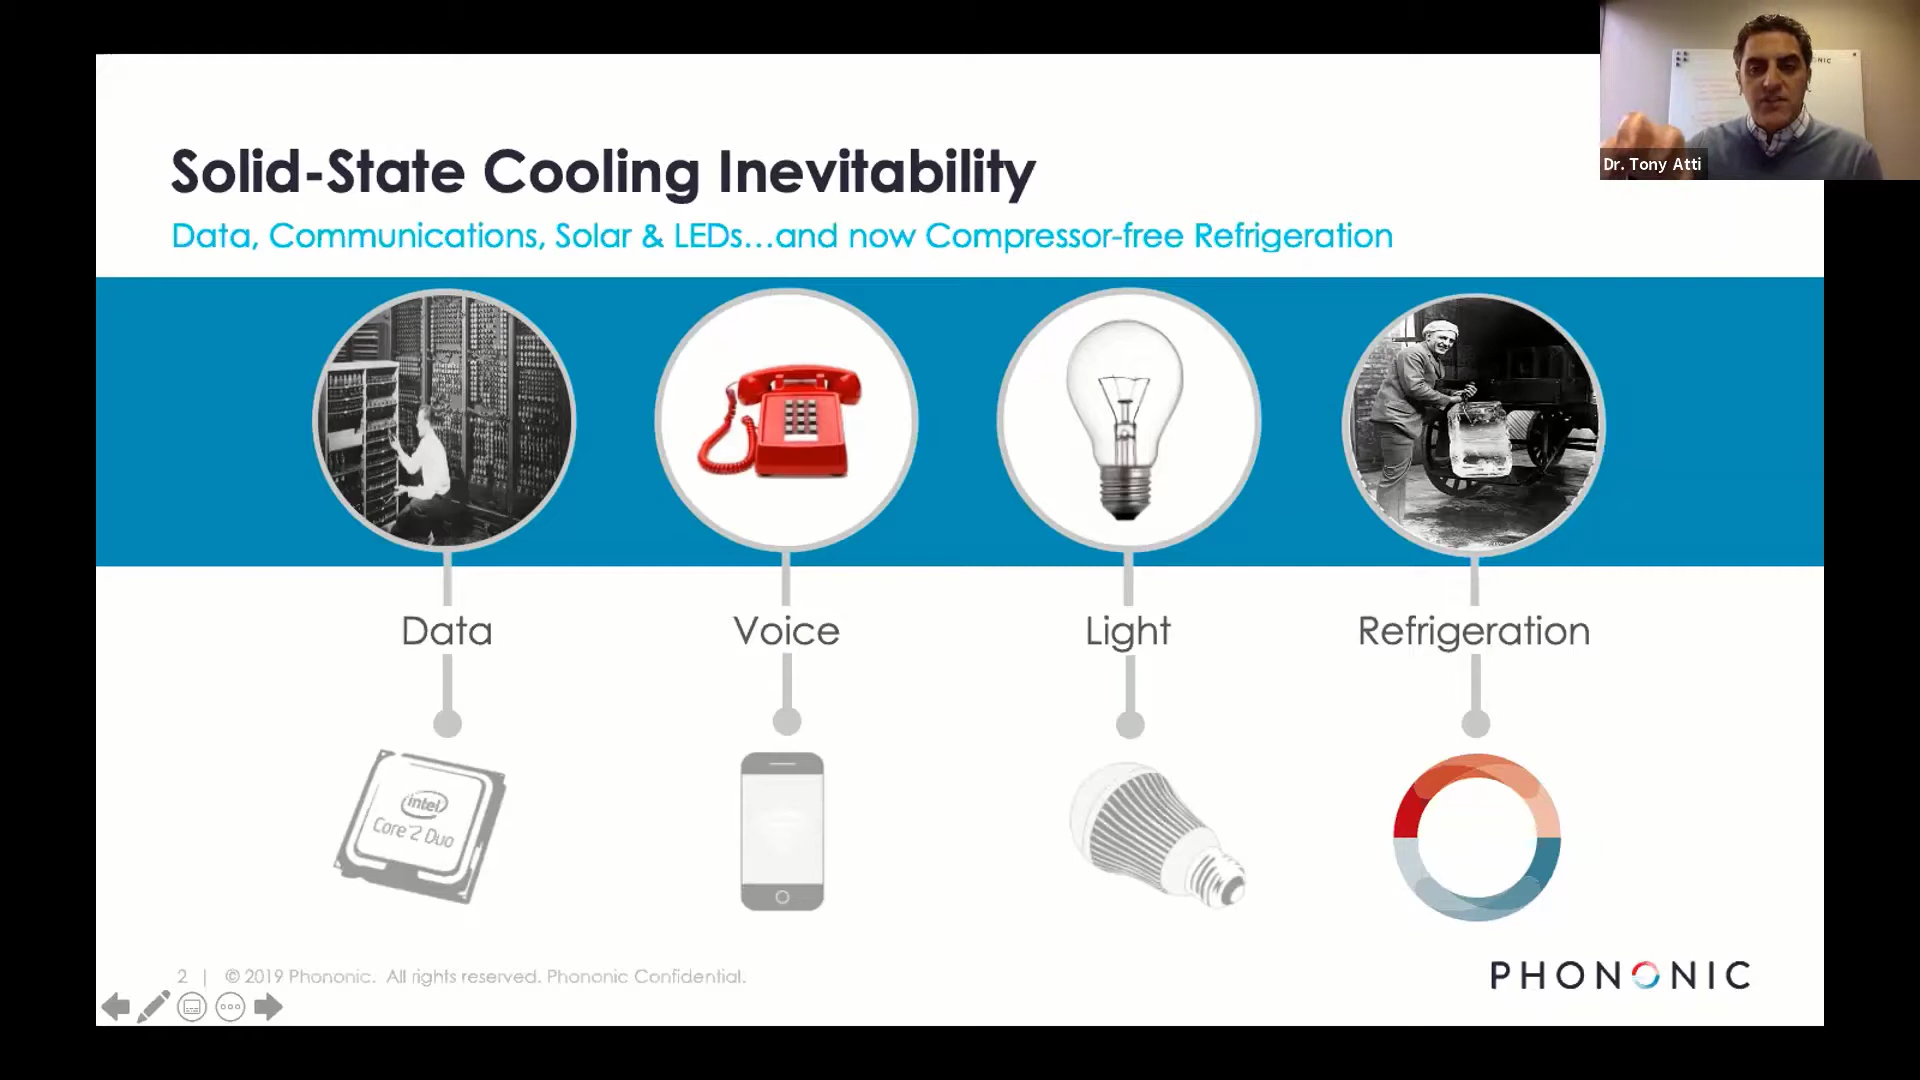 Solid-State Cooling Inevitability
Data, Communications, Solar & LEDs...and now Compressor-free Refrigeration
NIC
Dr. Tony Atti
Data
Voice
Light
Refrigeration
intel
Core 2 Duo
2 | © 2019 Phononic. All rights reserved. Phononic Confidential.
PHONONIC